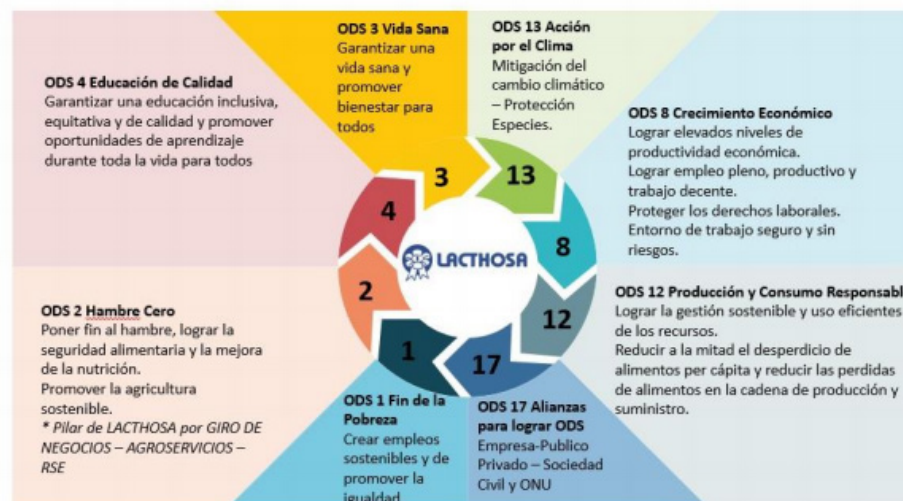 ODS 3 Vida Sana
Garantizar una
vida sana y
promover
bienestar para
todos
ODS 13 Acción
por el Clima
Mitigación del
cambio climático
– Protección
Especies.
ODS 4 Educación de Calidad
Garantizar una educación inclusiva,
equitativa y de calidad y promover
oportunidades de aprendizaje
durante toda la vida para todos
ODS 8 Crecimiento Económico
Lograr elevados niveles de
productividad económica.
Lograr empleo pleno, productivo y
trabajo decente.
Proteger los derechos laborales.
Entorno de trabajo seguro y sin
riesgos.
3
13
4
8
LACTHOSA
2
12
1
17
ODS 2 Hambre Cero
Poner fin al hambre, lograr la
seguridad alimentaria y la mejora
de la nutrición.
Promover la agricultura
sostenible.
* Pilar de LACTHOSA por GIRO DE
NEGOCIOS – AGROSERVICIOS –
RSE
ODS 12 Producción y Consumo Responsabl
Lograr la gestión sostenible y uso eficientes
de los recursos.
Reducir a la mitad el desperdicio de
alimentos per cápita y reducir las perdidas
de alimentos en la cadena de producción y
suministro.
ODS 1 Fin de la
Pobreza
Crear empleos
sostenibles y de
promover la
igualdad
ODS 17 Alianzas
para lograr ODS
Empresa-Publico
Privado – Sociedad
Civil y ONU